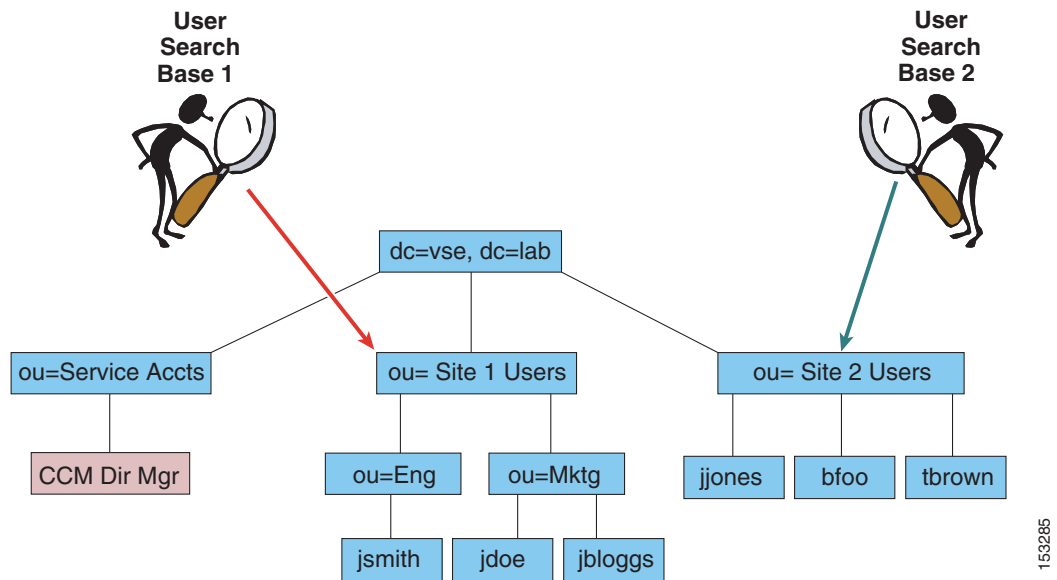 User
Search
Base 1
User
Search
Base 2
dc=vse, dc=lab
ou=Service Accts
ou= Site 1 Users
ou= Site 2 Users
CCM Dir Mgr
ou=Eng
ou=Mktg
jjones
bfoo
tbrown
jsmith
jdoe
jbloggs
153285